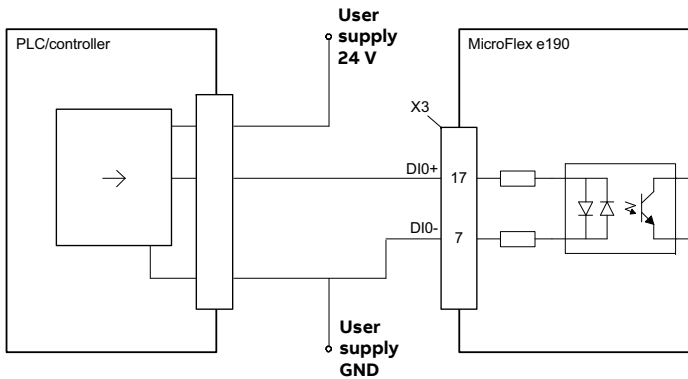 User
supply
24 V
PLC/controller
MicroFlex e190
X3
DI0+
17
DI0-
7
User
supply
GND